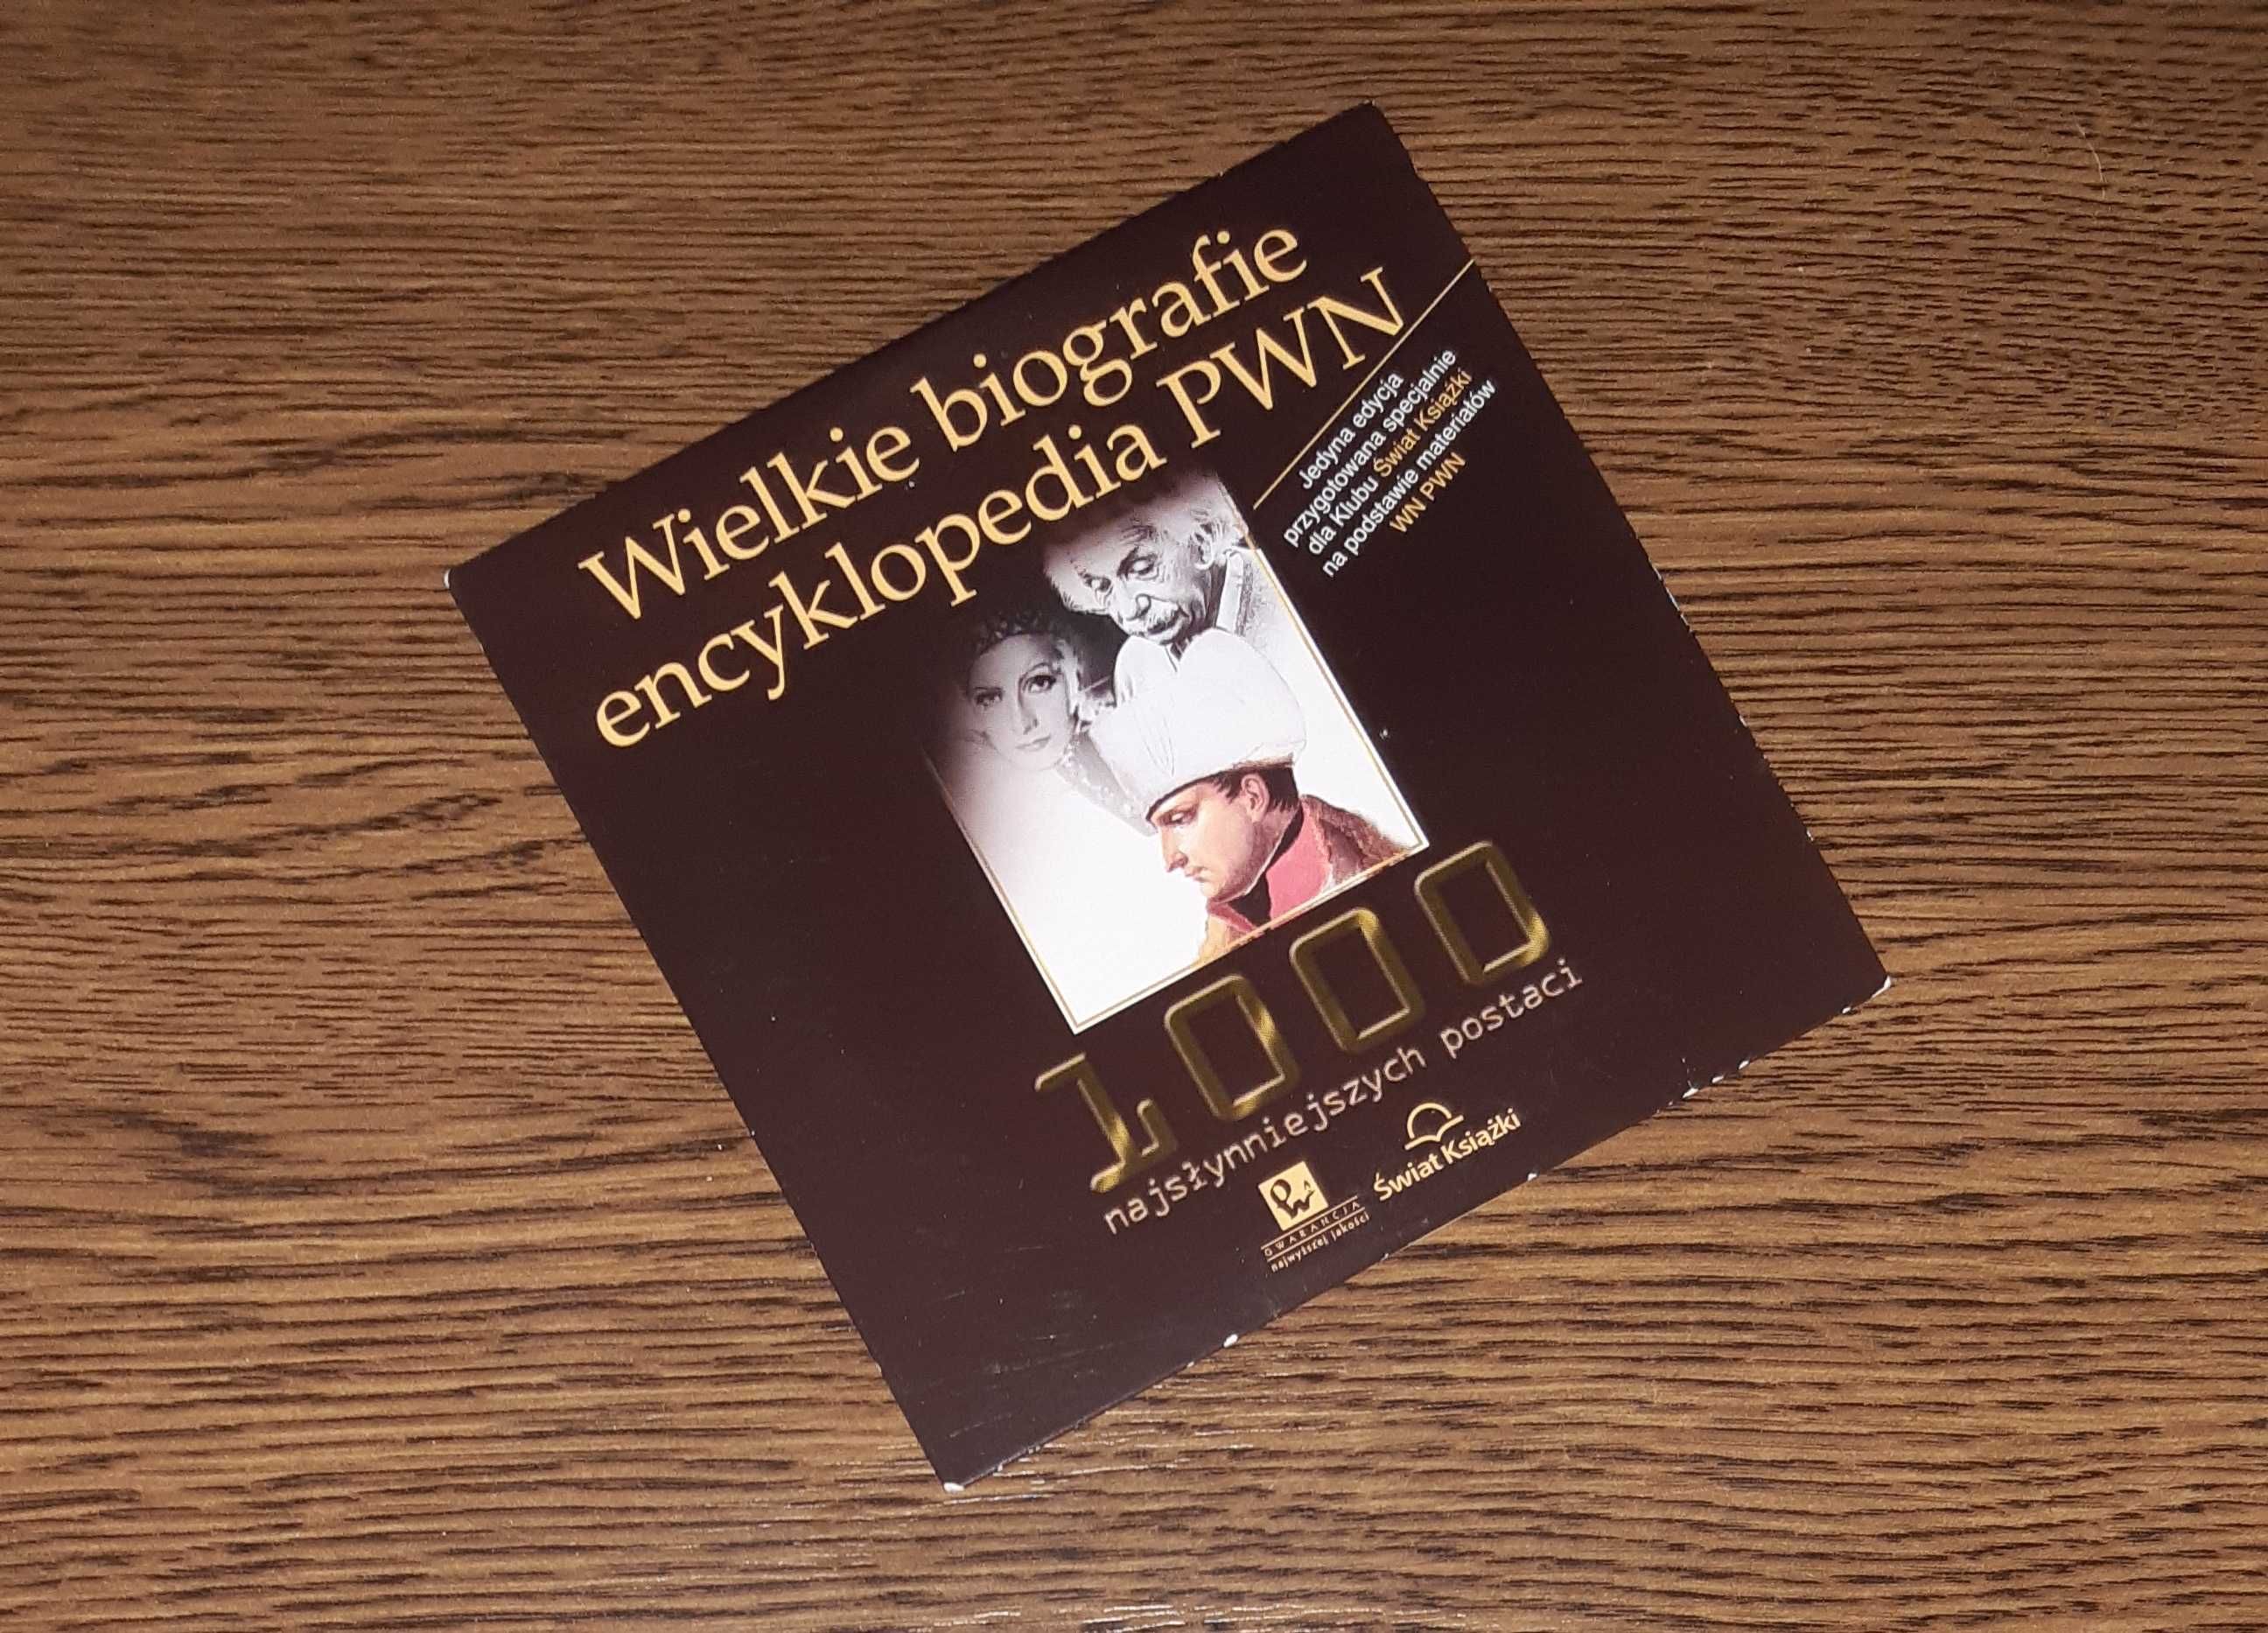 Wielkie biografie
encyklopedia PWN
Jedyna edycja
przygotowana specjalnie
dla Klubu Świat Książki
na podstawie materiałów
WN PWN
1000
najsłynniejszych postaci
GWARANCJA
najwyższej jakości
Świat Książki